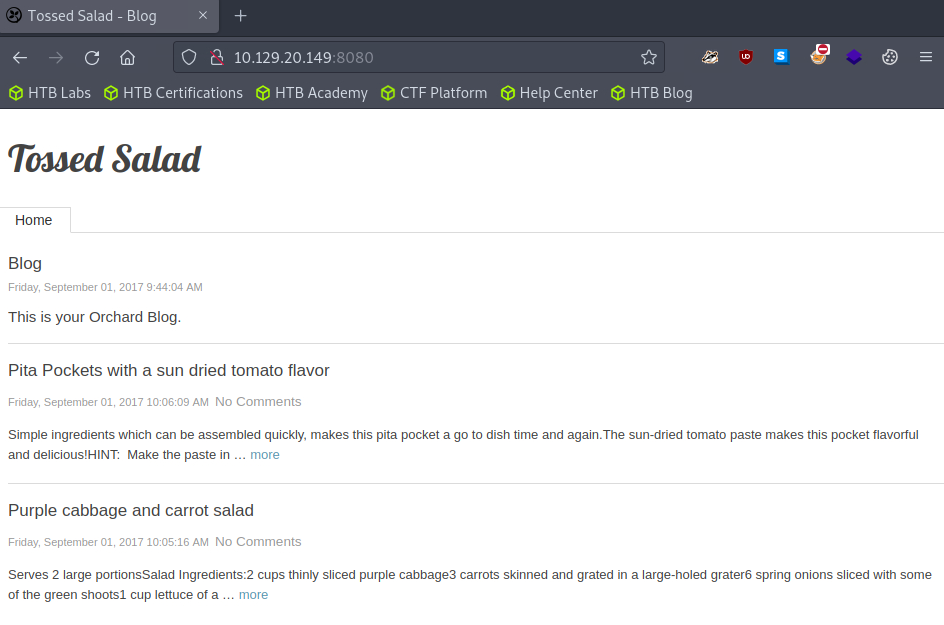 Tossed Salad - Blog
10.129.20.149:8080
HTB Labs HTB Certifications HTB Academy CTF Platform Help Center HTB Blog
Tossed Salad
Home
Blog
Friday, September 01, 2017 9:44:04 AM
This is your Orchard Blog.
Pita Pockets with a sun dried tomato flavor
Friday, September 01, 2017 10:06:09 AM No Comments
Simple ingredients which can be assembled quickly, makes this pita pocket a go to dish time and again.The sun-dried tomato paste makes this pocket flavorful
and delicious!HINT:  Make the paste in … more
Purple cabbage and carrot salad
Friday, September 01, 2017 10:05:16 AM No Comments
Serves 2 large portionsSalad Ingredients:2 cups thinly sliced purple cabbage3 carrots skinned and grated in a large-holed grater6 spring onions sliced with some
of the green shoots1 cup lettuce of a … more